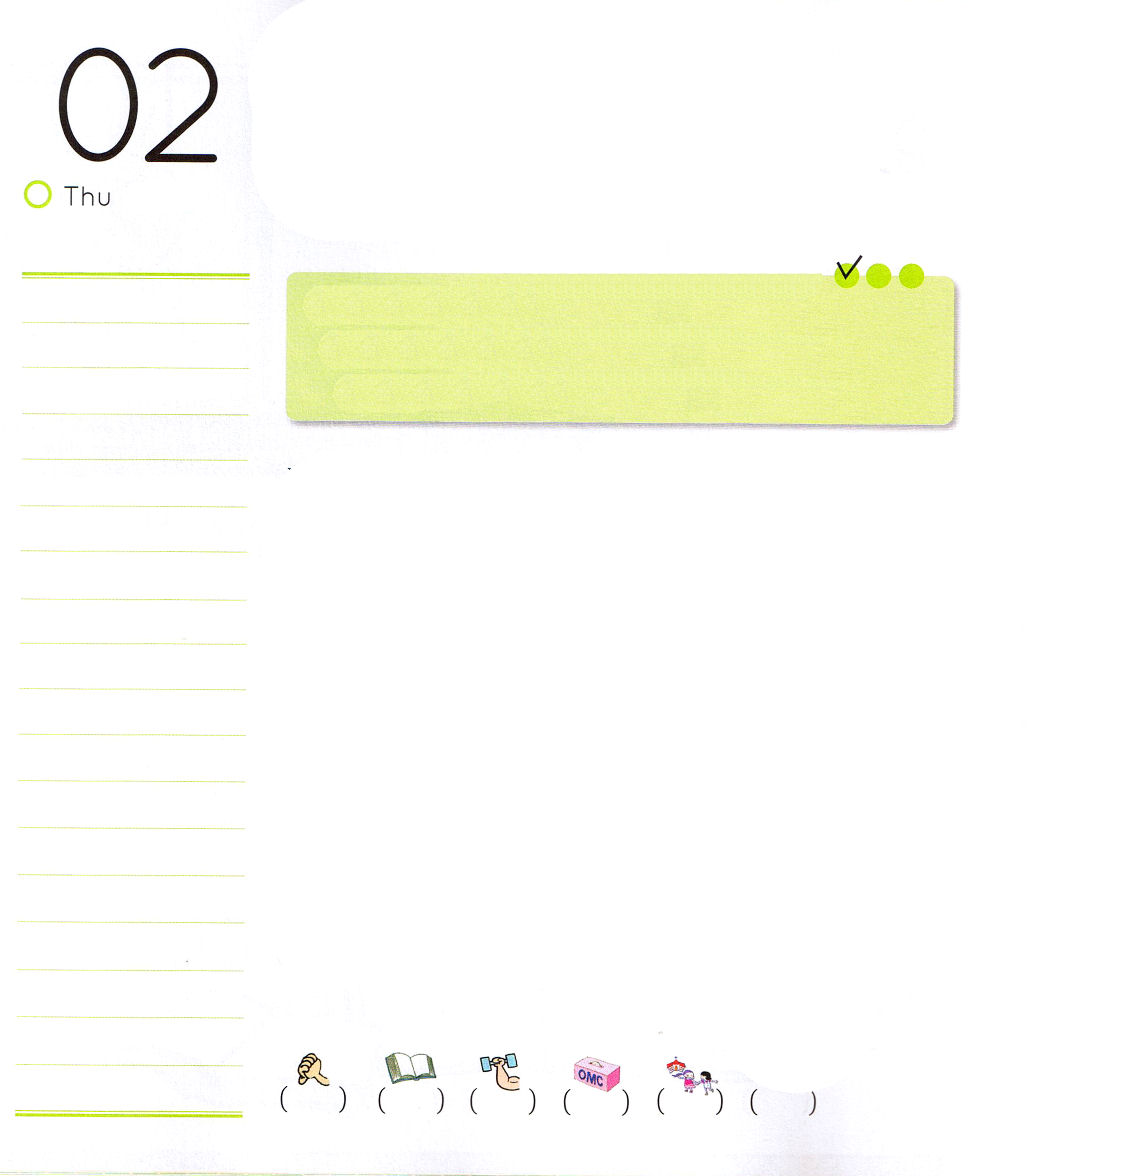 02
Thu
OMC
( ) ( ) ( ) ( ) ( ) ( )